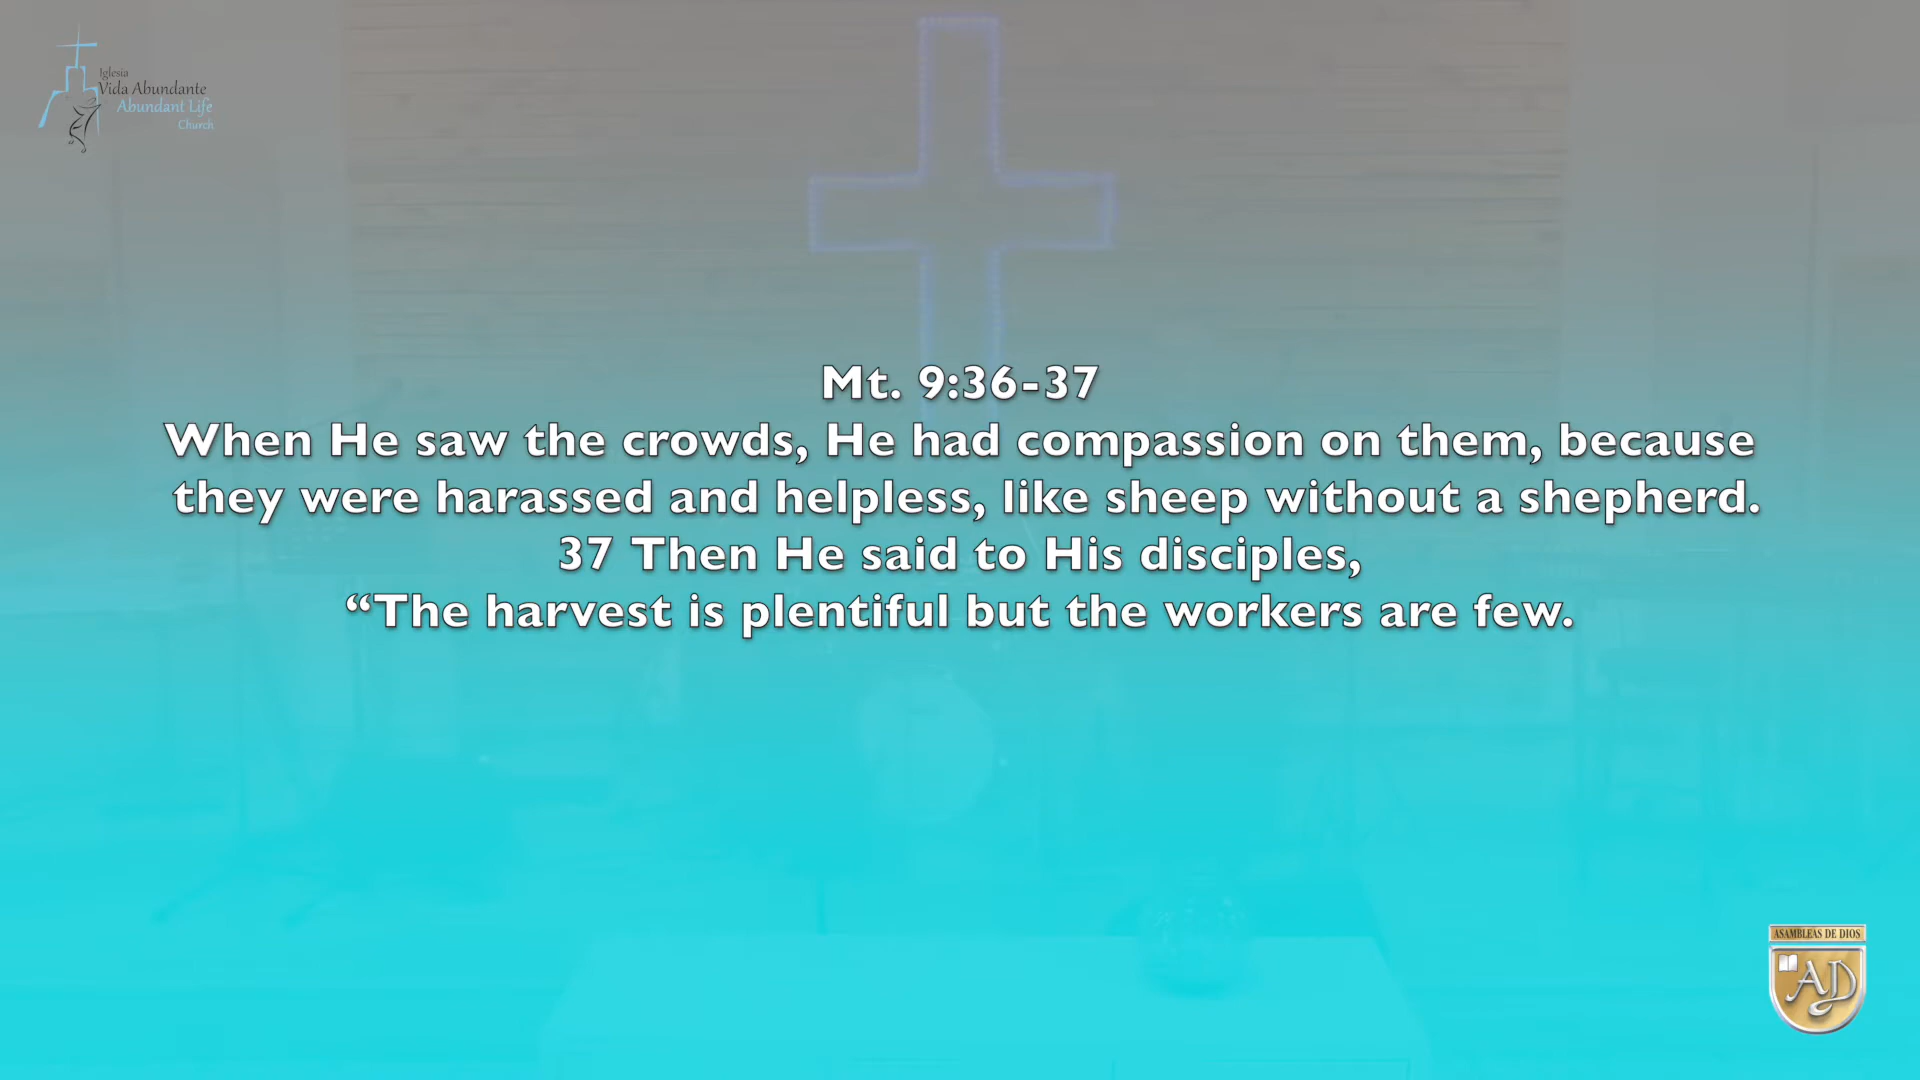 Iglesia
Vida Abundante
Abundant Life
Church
Mt. 9:36-37
When He saw the crowds, He had compassion on them, because
they were harassed and helpless, like sheep without a shepherd.
37 Then He said to His disciples,
“The harvest is plentiful but the workers are few.
ASAMBLEAS DE DIOS
AD